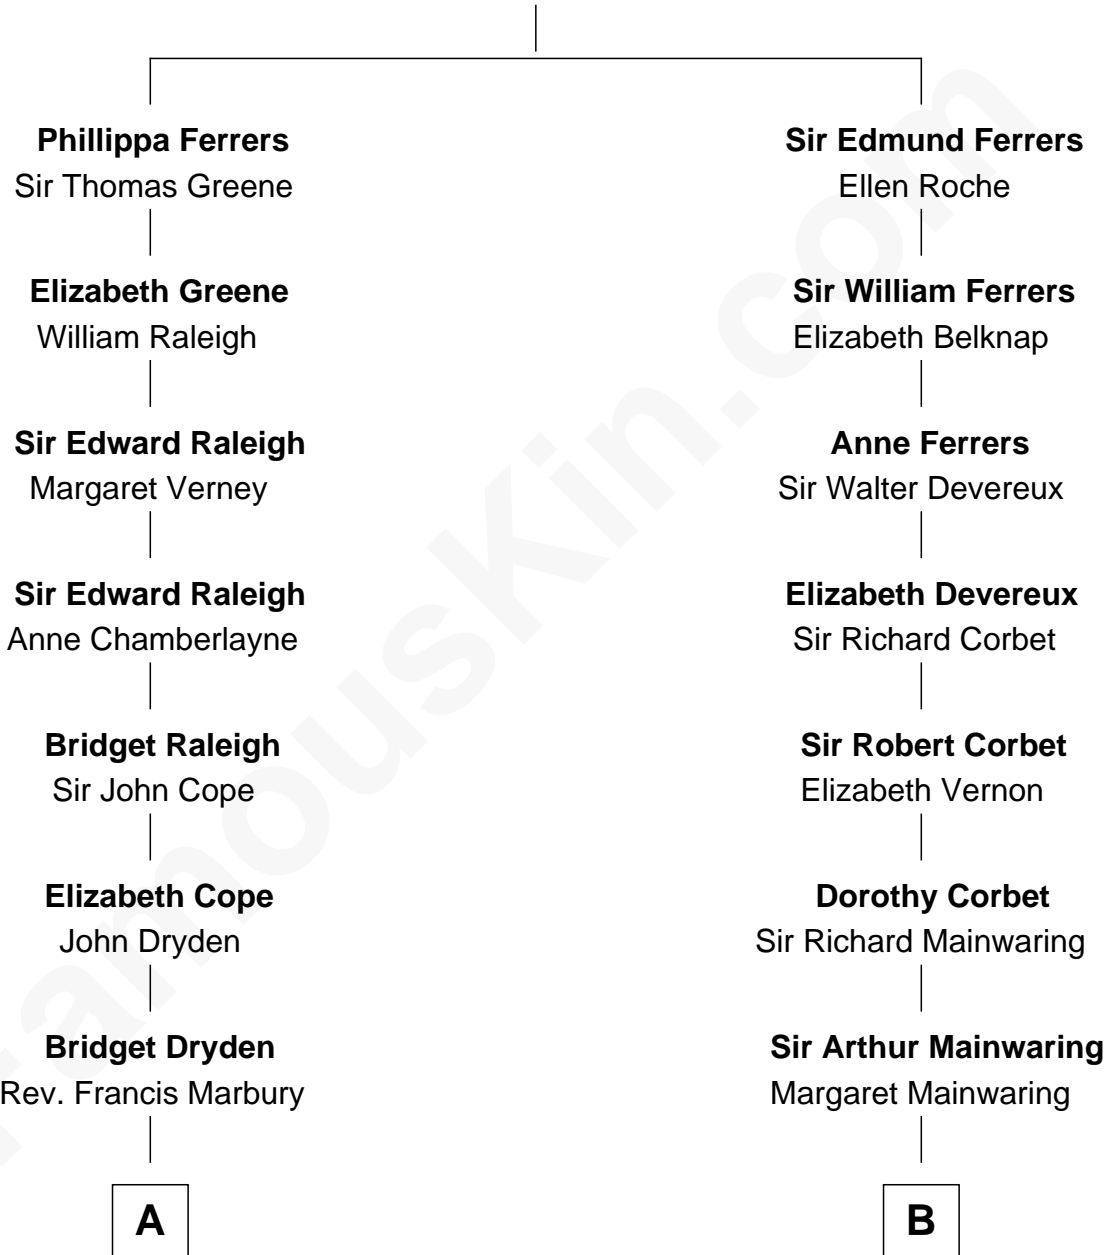 Phillippa Ferrers
Sir Thomas Greene
Elizabeth Greene
William Raleigh
Sir Edward Raleigh
Margaret Verney
Sir Edward Raleigh
Anne Chamberlayne
Bridget Raleigh
Sir John Cope
Elizabeth Cope
John Dryden
Bridget Dryden
Rev. Francis Marbury
A
Sir Edmund Ferrers
Ellen Roche
Sir William Ferrers
Elizabeth Belknap
Anne Ferrers
Sir Walter Devereux
Elizabeth Devereux
Sir Richard Corbet
Sir Robert Corbet
Elizabeth Vernon
Dorothy Corbet
Sir Richard Mainwaring
Sir Arthur Mainwaring
Margaret Mainwaring
B
FamousKin.com